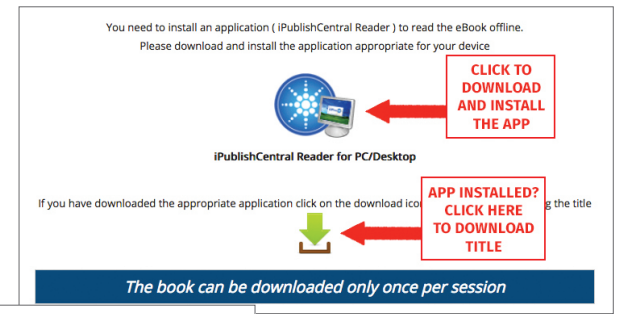 You need to install an application ( iPublishCentral Reader ) to read the eBook offline.
Please download and install the application appropriate for your device
CLICK TO
DOWNLOAD
AND INSTALL
THE APP
iPublishCentral Reader for PC/Desktop
If you have downloaded the appropriate application click on the download g the title
APP INSTALLED?
CLICK HERE
TO DOWNLOAD
TITLE
The book can be downloaded only once per session